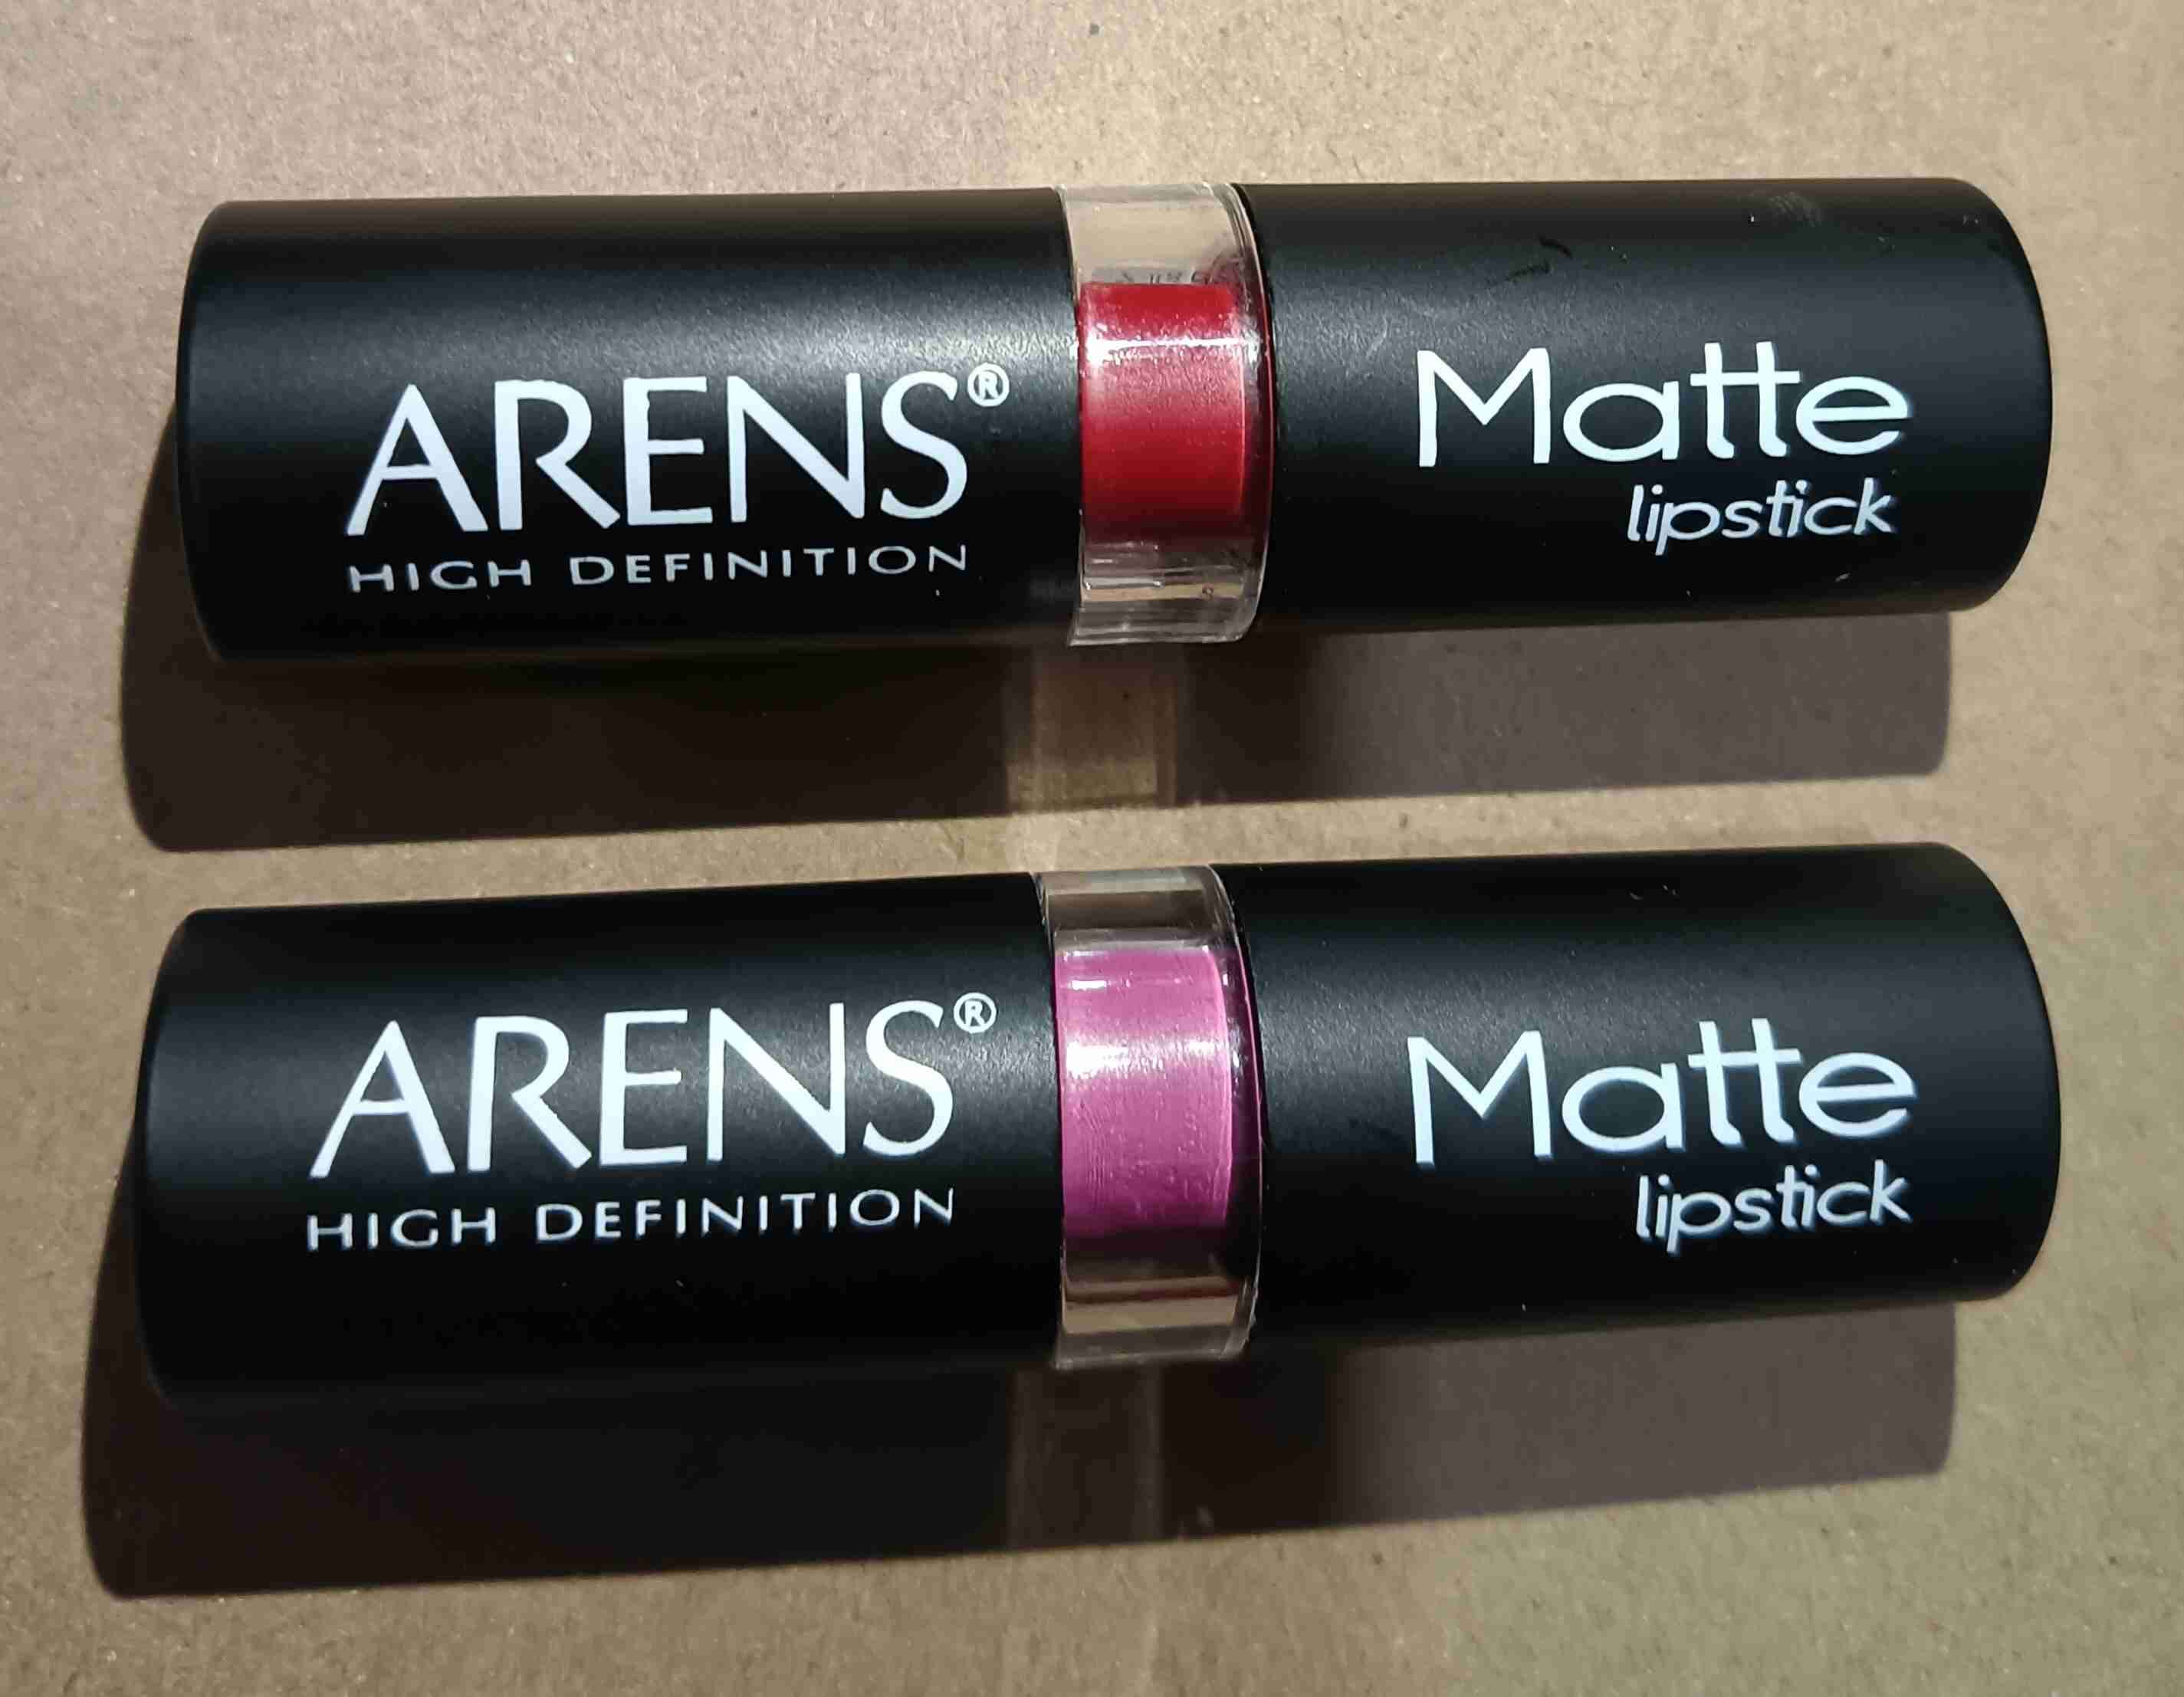 ARENS®
HIGH DEFINITION
Matte
lipstick
ARENS®
HIGH DEFINITION
Matte
lipstick